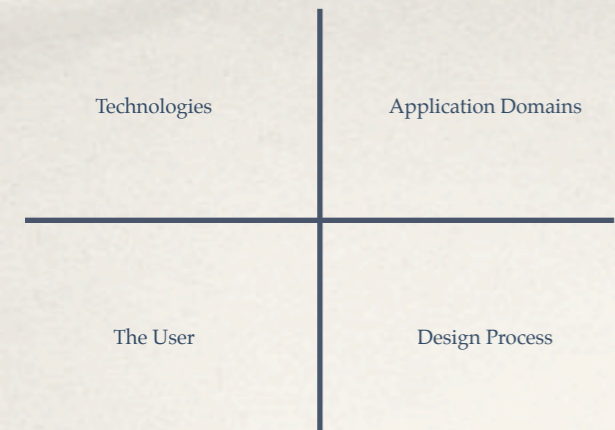 Technologies
Application Domains
The User
Design Process